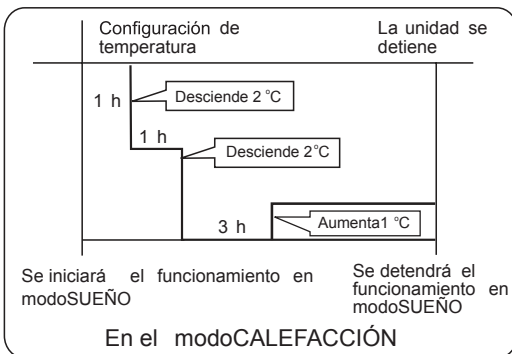 Configuración de
temperatura
La unidad se
detiene
1 h
Desciende 2 °C
1 h
Desciende 2°C
3 h
Aumenta1 °C
Se iniciará el funcionamiento en
modoSUEÑO
Se detendrá el
funcionamiento en
modoSUEÑO
En el modoCALEFACCIÓN